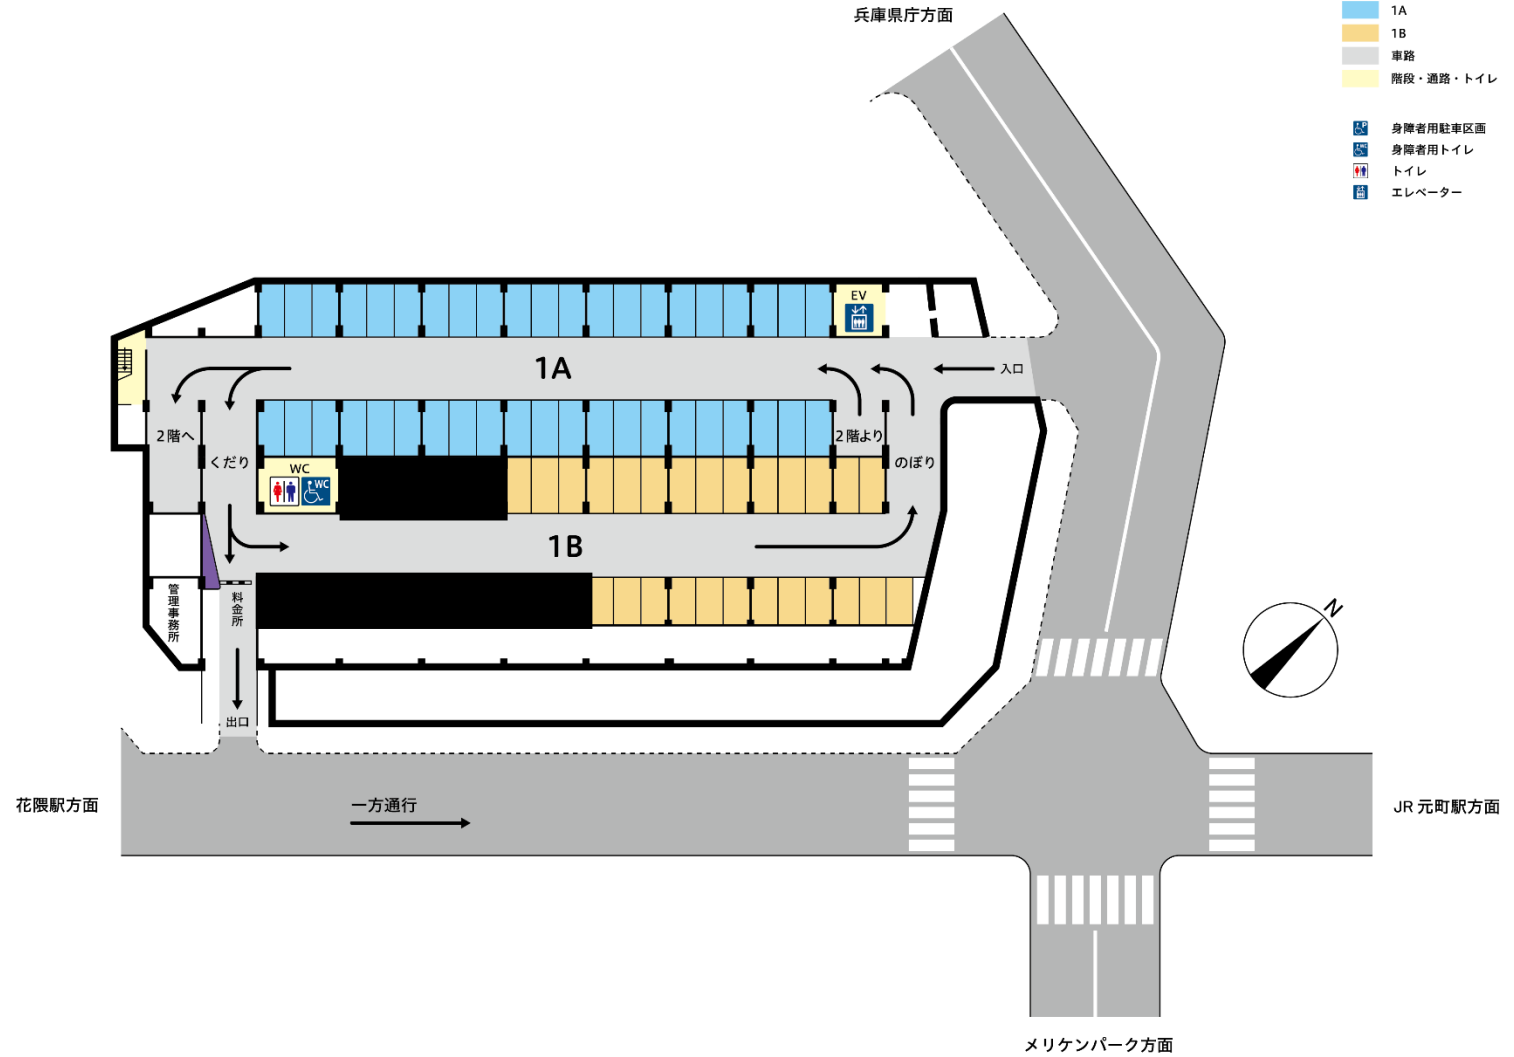 兵庫県庁方面
1A
1B
車路
階段・通路・トイレ
身障者用駐車区画
身障者用トイレ
トイレ
エレベーター
EV
1A
入口
2階へ
くだり
2階より
のぼり
WC
WC
1B
管理事務所
料金所
出口
N
花隈駅方面
一方通行
JR 元町駅方面
メリケンパーク方面